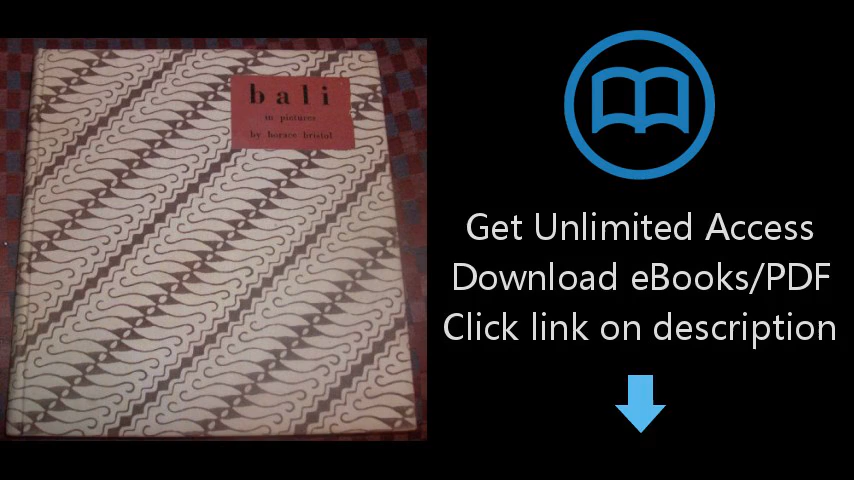 bali
in pictures
by horace bristol
Get Unlimited Access
Download eBooks/PDF
Click link on description